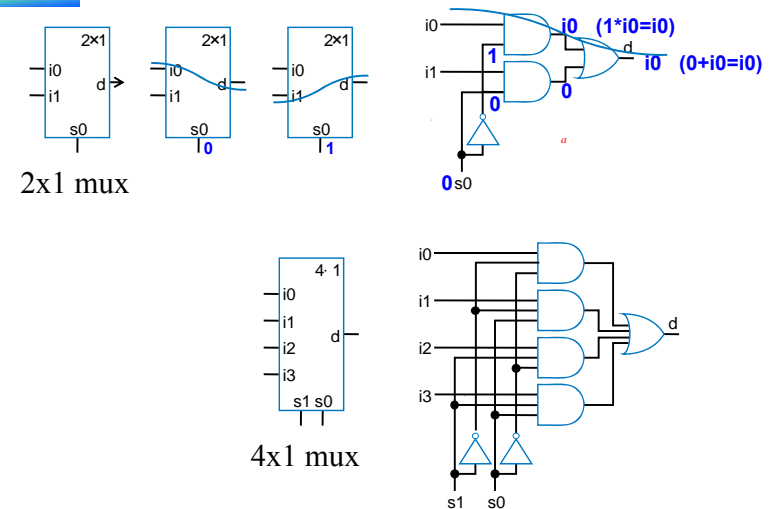 2×1
i0
i1
d
s0
2×1
i0
i1
d
s0
0
2×1
i0
i1
d
s0
1
2x1 mux
i0
i1
1
0
i0 (1*i0=i0)
0
d
i0 (0+i0=i0)
a
0 s0
4· 1
i0
i1
i2
i3
d
s1 s0
4x1 mux
i0
i1
i2
i3
d
s1 s0